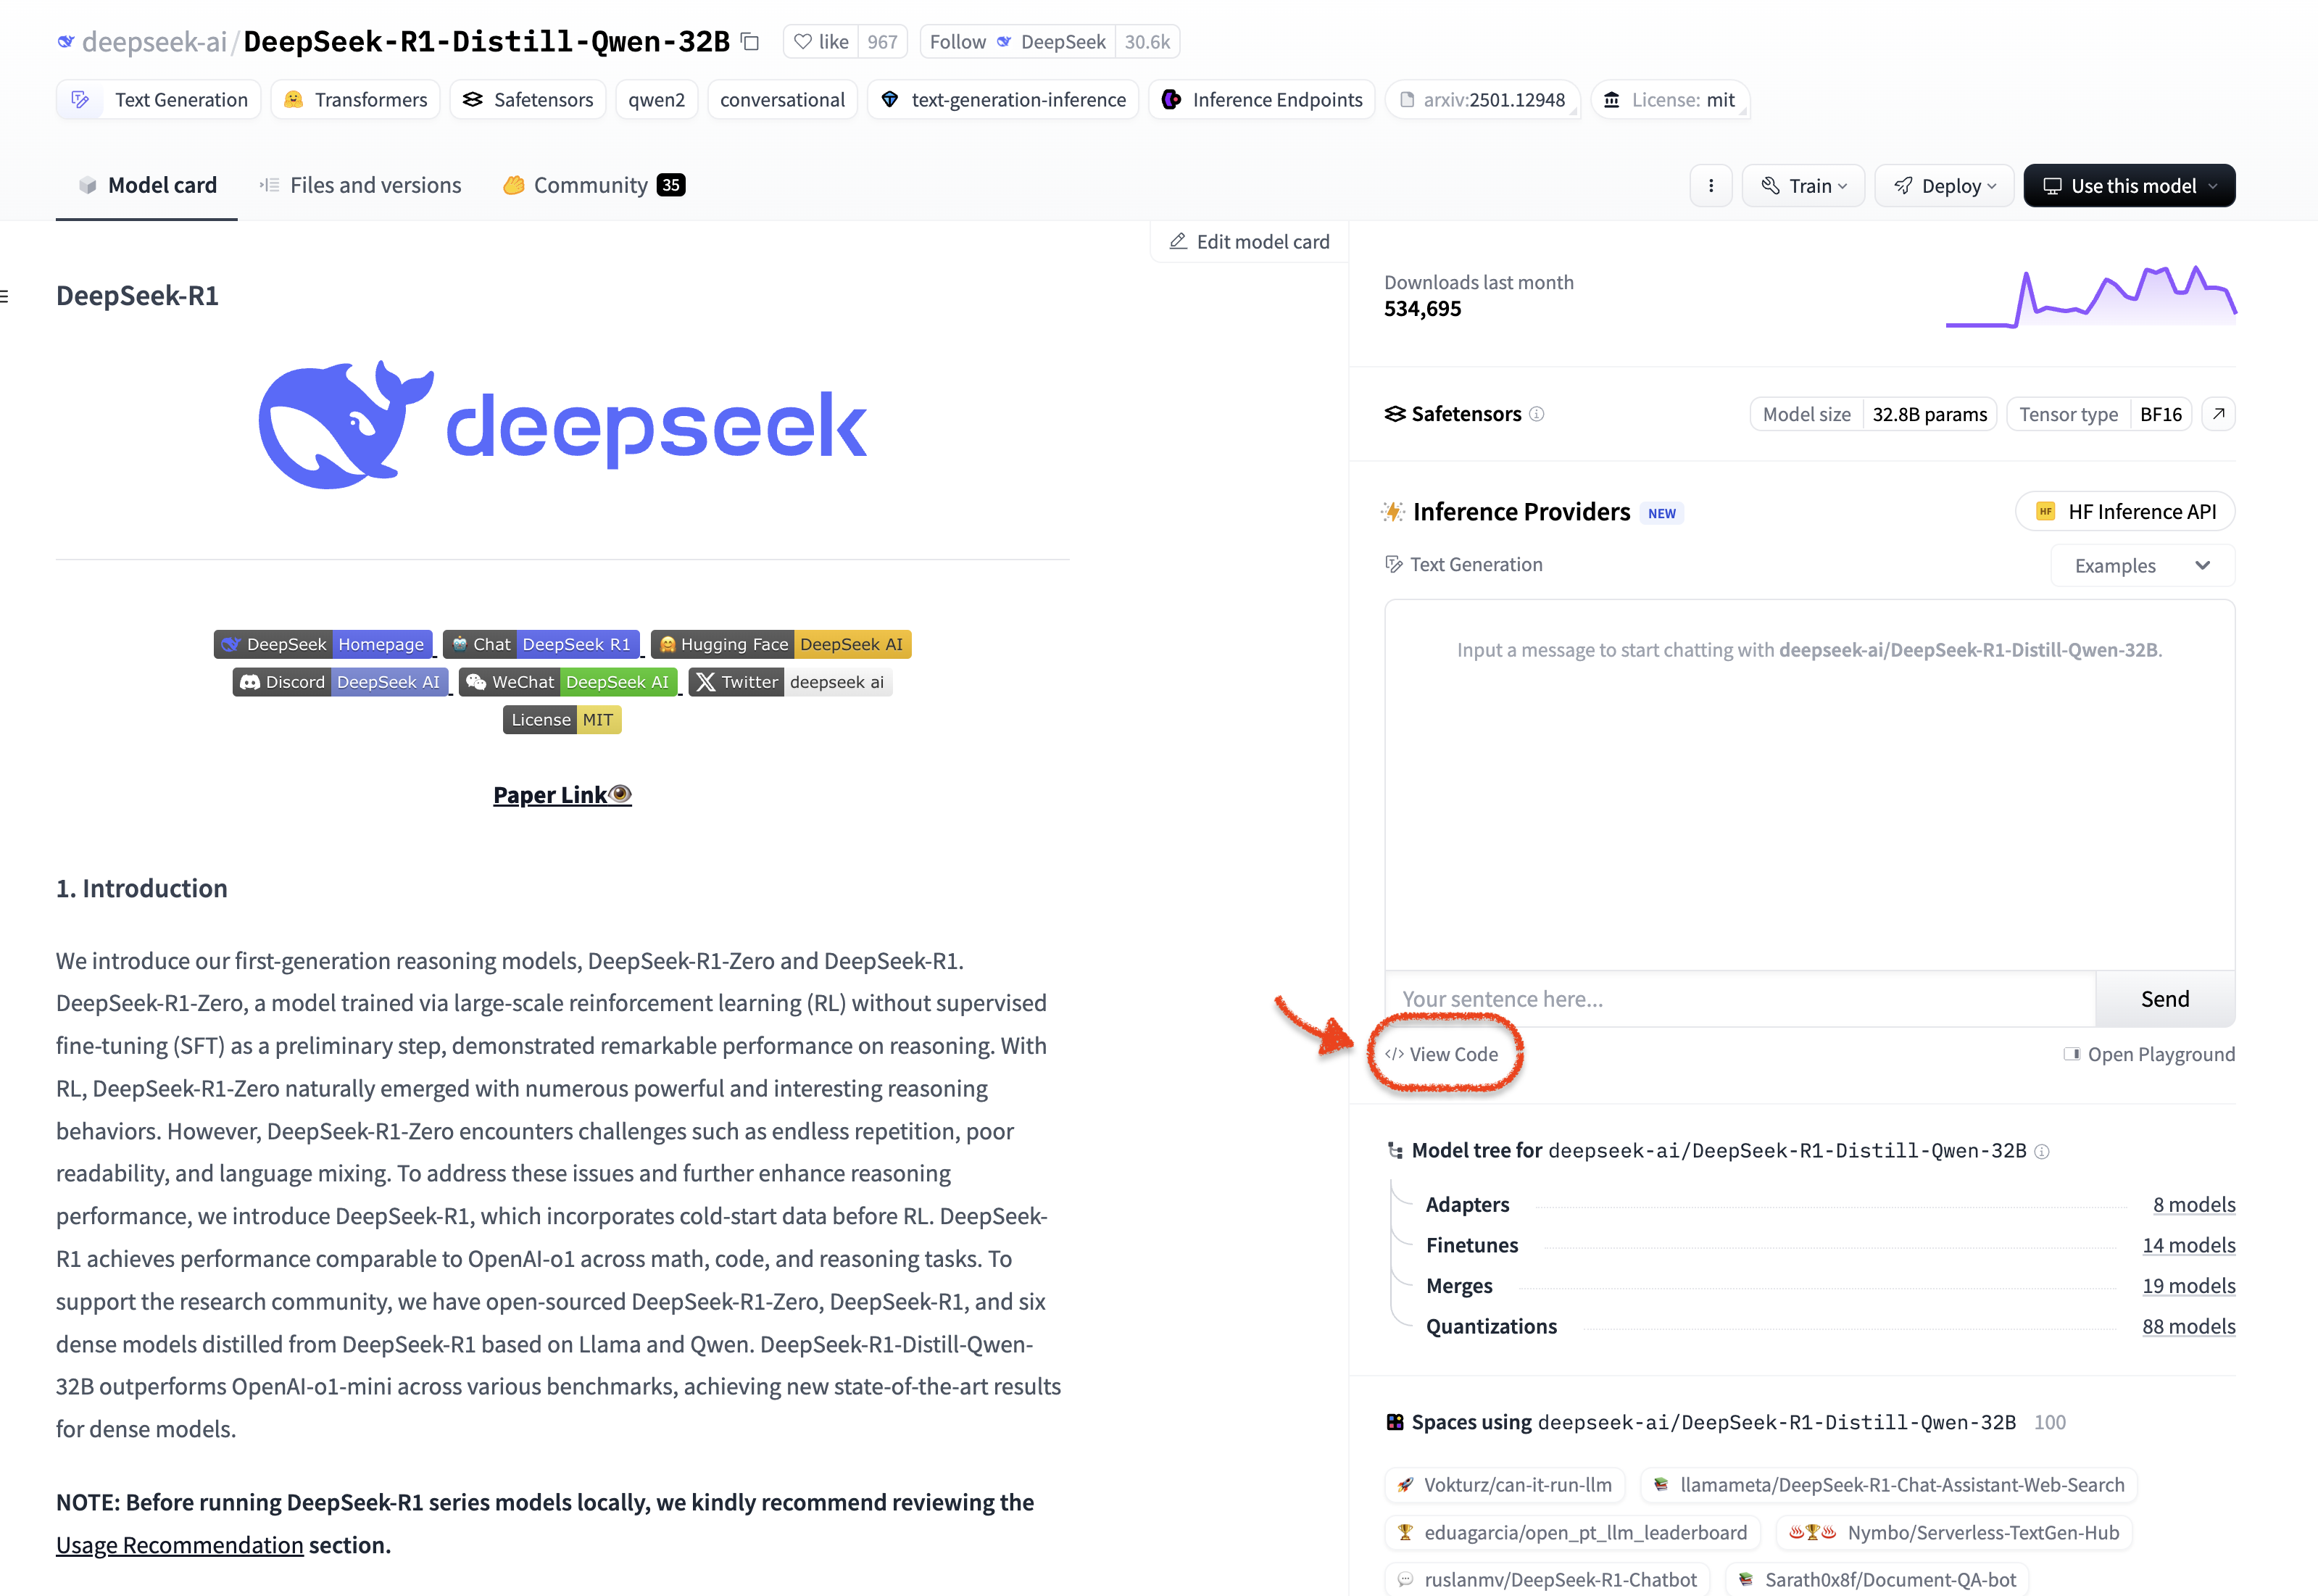 deepseek-ai/DeepSeek-R1-Distill-Qwen-32B like 967 Follow DeepSeek 30.6k
Text Generation Transformers Safetensors qwen2 conversational text-generation-inference Inference Endpoints arxiv:2501.12948 License: mit
Model card Files and versions Community 35 Train Deploy Use this model
Edit model card
DeepSeek-R1
deepseek
DeepSeek Homepage Chat DeepSeek R1 Hugging Face DeepSeek AI
Discord DeepSeek AI WeChat DeepSeek AI Twitter deepseek ai
License MIT
Paper Link👁️
1. Introduction
We introduce our first-generation reasoning models, DeepSeek-R1-Zero and DeepSeek-R1.
DeepSeek-R1-Zero, a model trained via large-scale reinforcement learning (RL) without supervised
fine-tuning (SFT) as a preliminary step, demonstrated remarkable performance on reasoning. With
RL, DeepSeek-R1-Zero naturally emerged with numerous powerful and interesting reasoning
behaviors. However, DeepSeek-R1-Zero encounters challenges such as endless repetition, poor
readability, and language mixing. To address these issues and further enhance reasoning
performance, we introduce DeepSeek-R1, which incorporates cold-start data before RL. DeepSeek-
R1 achieves performance comparable to OpenAI-o1 across math, code, and reasoning tasks. To
support the research community, we have open-sourced DeepSeek-R1-Zero, DeepSeek-R1, and six
dense models distilled from DeepSeek-R1 based on Llama and Qwen. DeepSeek-R1-Distill-Qwen-
32B outperforms OpenAI-o1-mini across various benchmarks, achieving new state-of-the-art results
for dense models.
NOTE: Before running DeepSeek-R1 series models locally, we kindly recommend reviewing the
Usage Recommendation section.
Downloads last month
534,695
Safetensors Model size 32.8B params Tensor type BF16
Inference Providers NEW HF HF Inference API
Text Generation Examples
Input a message to start chatting with deepseek-ai/DeepSeek-R1-Distill-Qwen-32B.
Your sentence here... Send
</> View Code Open Playground
Model tree for deepseek-ai/DeepSeek-R1-Distill-Qwen-32B
Adapters 8 models
Finetunes 14 models
Merges 19 models
Quantizations 88 models
Spaces using deepseek-ai/DeepSeek-R1-Distill-Qwen-32B 100
Vokturz/can-it-run-llm llamameta/DeepSeek-R1-Chat-Assistant-Web-Search
eduagarcia/open_pt_llm_leaderboard Nymbo/Serverless-TextGen-Hub
ruslanmv/DeepSeek-R1-Chatbot Sarath0x8f/Document-QA-bot